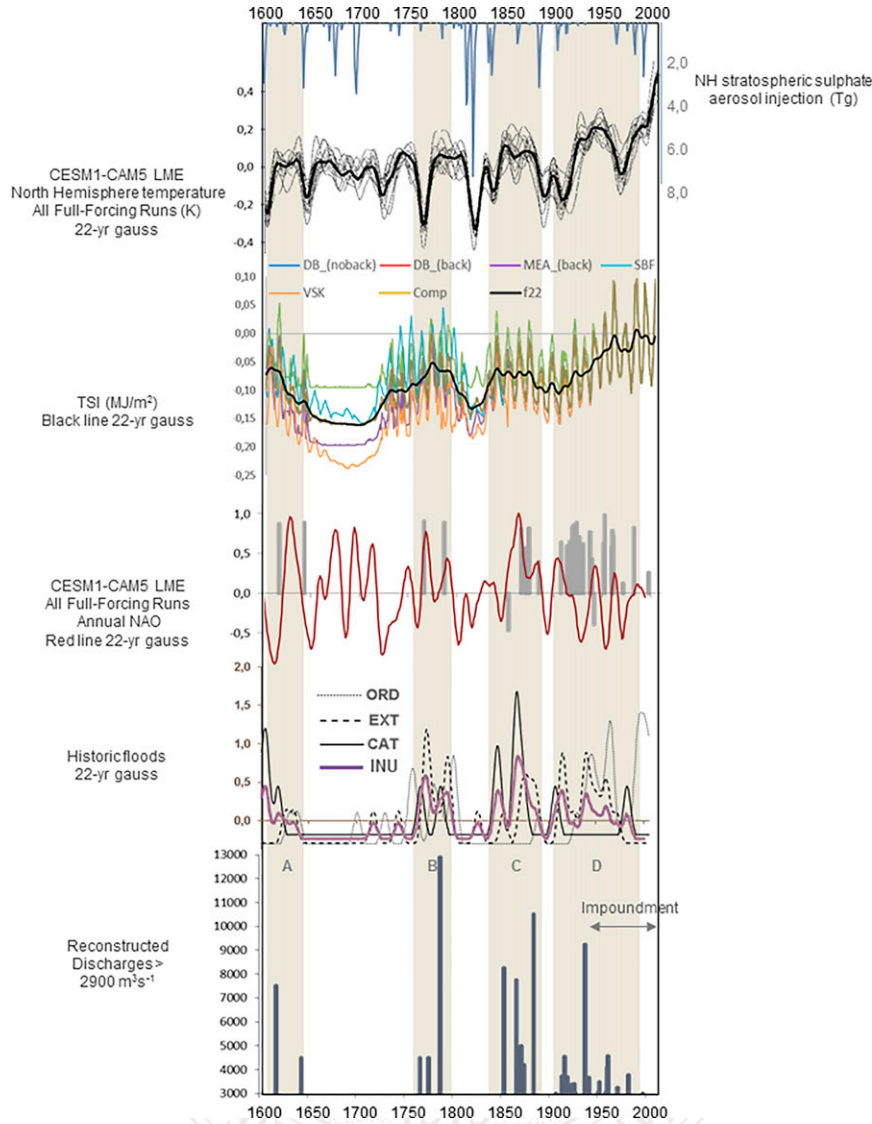 1600 1650 1700 1750 1800 1850 1900 1950 2000
2,0
NH stratospheric sulphate
aerosol injection (Tg)
4,0
6,0
8,0
0,4
0,2
0,0
-0,2
-0,4
CESM1-CAM5 LME
North Hemisphere temperature
All Full-Forcing Runs (K)
22-yr gauss
DB_(noback) DB_(back) MEA_(back) SBF
VSK Comp f22
0,10
0,05
0,00
0,05
0,10
0,15
0,20
0,25
TSI (MJ/m²)
Black line 22-yr gauss
1,0
0,5
0,0
-0,5
CESM1-CAM5 LME
All Full-Forcing Runs
Annual NAO
Red line 22-yr gauss
2,0
1,5
1,0
0,5
0,0
ORD
EXT
CAT
INU
Historic floods
22-yr gauss
A B C D
Impoundment
13000
12000
11000
10000
9000
8000
7000
6000
5000
4000
3000
Reconstructed
Discharges >
2900 m³s⁻¹
1600 1650 1700 1750 1800 1850 1900 1950 2000